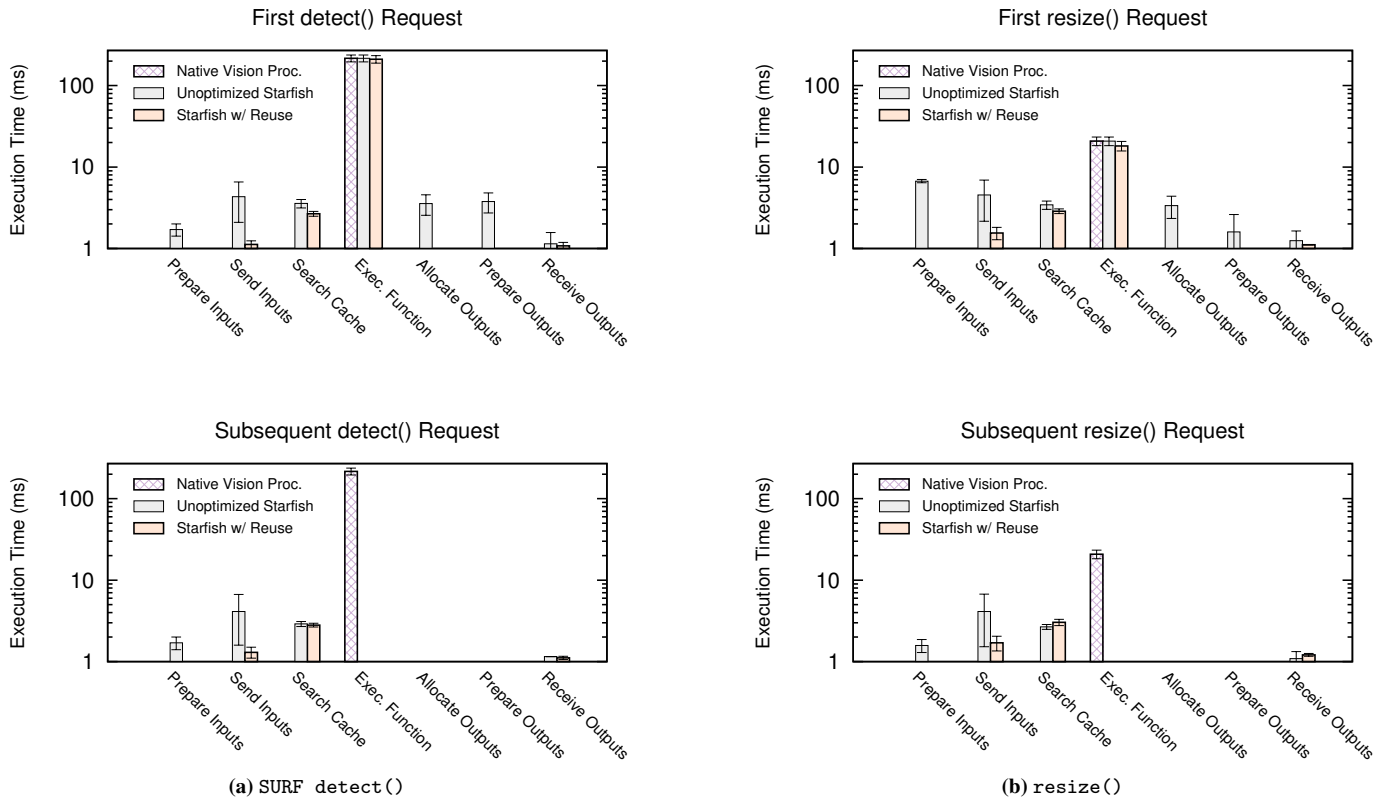 First detect() Request
Execution Time (ms)
100
10
1
Native Vision Proc.
Unoptimized Starfish
Starfish w/ Reuse
Prepare Inputs
Send Inputs
Search Cache
Exec. Function
Allocate Outputs
Prepare Outputs
Receive Outputs
First resize() Request
Execution Time (ms)
100
10
1
Native Vision Proc.
Unoptimized Starfish
Starfish w/ Reuse
Prepare Inputs
Send Inputs
Search Cache
Exec. Function
Allocate Outputs
Prepare Outputs
Receive Outputs
Subsequent detect() Request
Execution Time (ms)
100
10
1
Native Vision Proc.
Unoptimized Starfish
Starfish w/ Reuse
Prepare Inputs
Send Inputs
Search Cache
Exec. Function
Allocate Outputs
Prepare Outputs
Receive Outputs
(a) SURF detect()
Subsequent resize() Request
Execution Time (ms)
100
10
1
Native Vision Proc.
Unoptimized Starfish
Starfish w/ Reuse
Prepare Inputs
Send Inputs
Search Cache
Exec. Function
Allocate Outputs
Prepare Outputs
Receive Outputs
(b) resize()